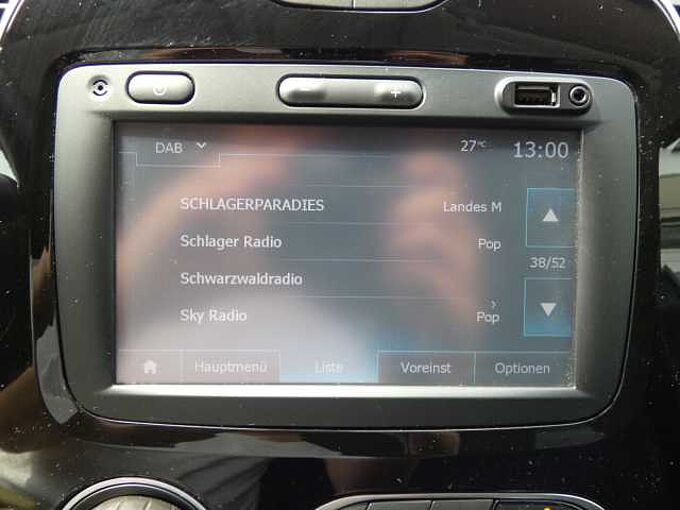 DAB
27°C
13:00
SCHLAGERPARADIES Landes M
Schlager Radio Pop
38/52
Schwarzwaldradio
Sky Radio Pop
Hauptmenü Liste Voreinst Optionen